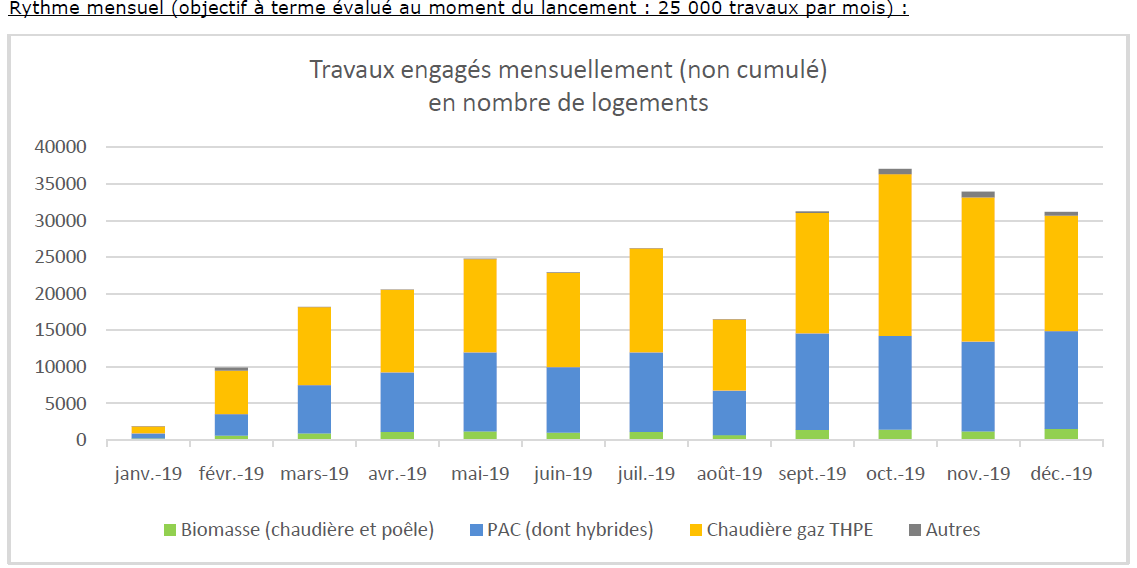 Rythme mensuel (objectif à terme évalué au moment du lancement : 25 000 travaux par mois) :
Travaux engagés mensuellement (non cumulé)
en nombre de logements
40000
35000
30000
25000
20000
15000
10000
5000
0
janv.-19 févr.-19 mars-19 avr.-19 mai-19 juin-19 juil.-19 août-19 sept.-19 oct.-19 nov.-19 déc.-19
Biomasse (chaudière et poêle) PAC (dont hybrides) Chaudière gaz THPE Autres